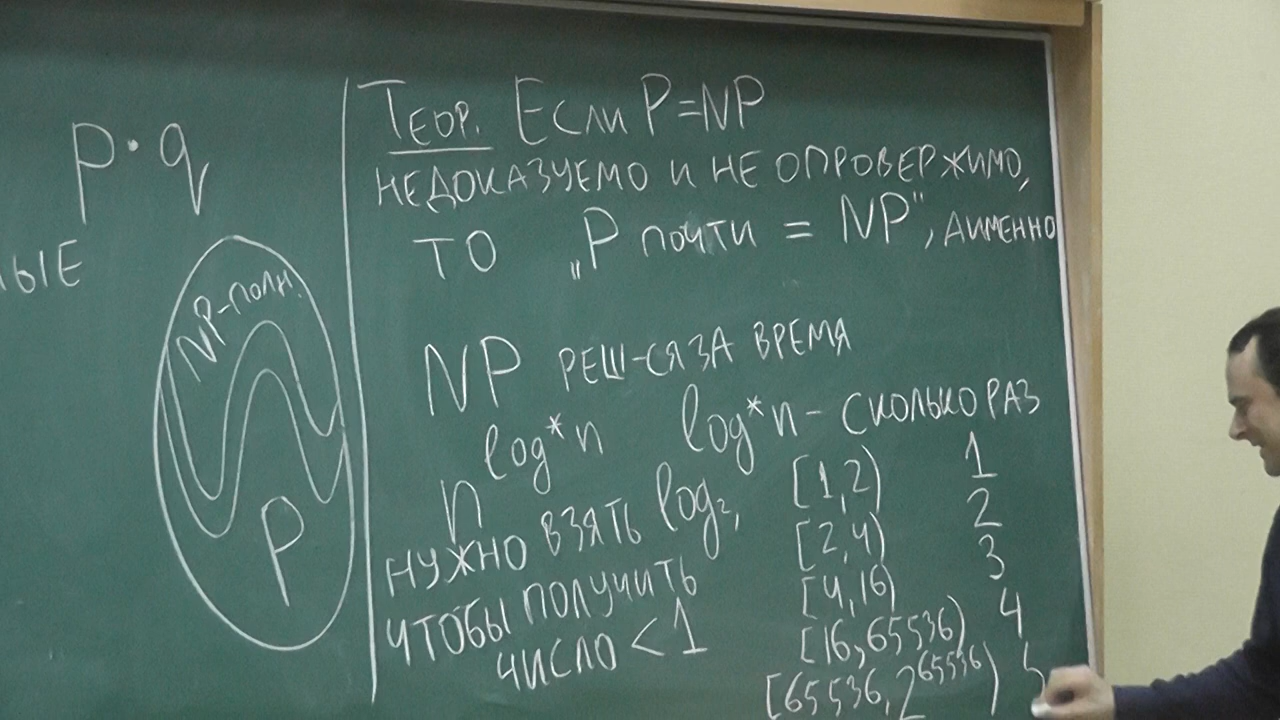 p·q
ЫЕ
NP-полн.
P
Теор. Если P=NP
недоказуемо и не опровержимо,
то „P почти = NP", а именно
NP реш-ся за время
n^{log*n} log*n - сколько раз
нужно взять log₂,
чтобы получить
число < 1
[1,2) 1
[2,4) 2
[4,16) 3
[16,65536) 4
[65536, 2^{65536}) 5